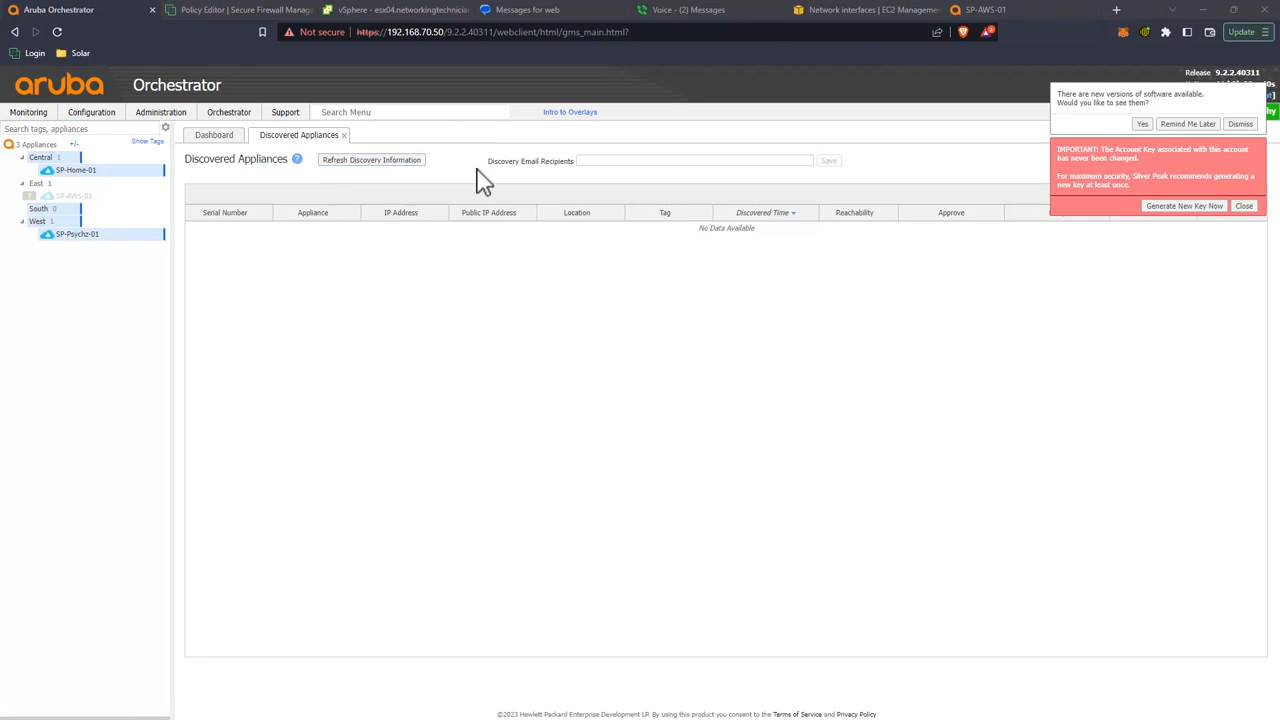 Aruba Orchestrator
Policy Editor | Secure Firewall Manag
vSphere - esx04.networkingtechnician
Messages for web
Voice - (2) Messages
Network interfaces | EC2 Manageme
SP-AWS-01
Not secure
https://192.168.70.50/9.2.2.40311/webclient/html/gms_main.html?
Update
Login
Solar
aruba
Orchestrator
Release 9.2.2.40311
Monitoring
Configuration
Administration
Orchestrator
Support
Search Menu
Intro to Overlays
There are new versions of software available.
Would you like to see them?
Yes
Remind Me Later
Dismiss
IMPORTANT: The Account Key associated with this account
has never been changed.
For maximum security, Silver Peak recommends generating a
new key at least once.
Generate New Key Now
Close
Search tags, appliances
3 Appliances
+/-
Show Tags
Central 1
SP-Home-01
East 1
SP-AWS-01
South 0
West 1
SP-Psychz-01
Dashboard
Discovered Appliances
Discovered Appliances
Refresh Discovery Information
Discovery Email Recipients
Save
Serial Number
Appliance
IP Address
Public IP Address
Location
Tag
Discovered Time
Reachability
Approve
No Data Available
©2023 Hewlett Packard Enterprise Development LP. By using this product you consent to the Terms of Service and Privacy Policy